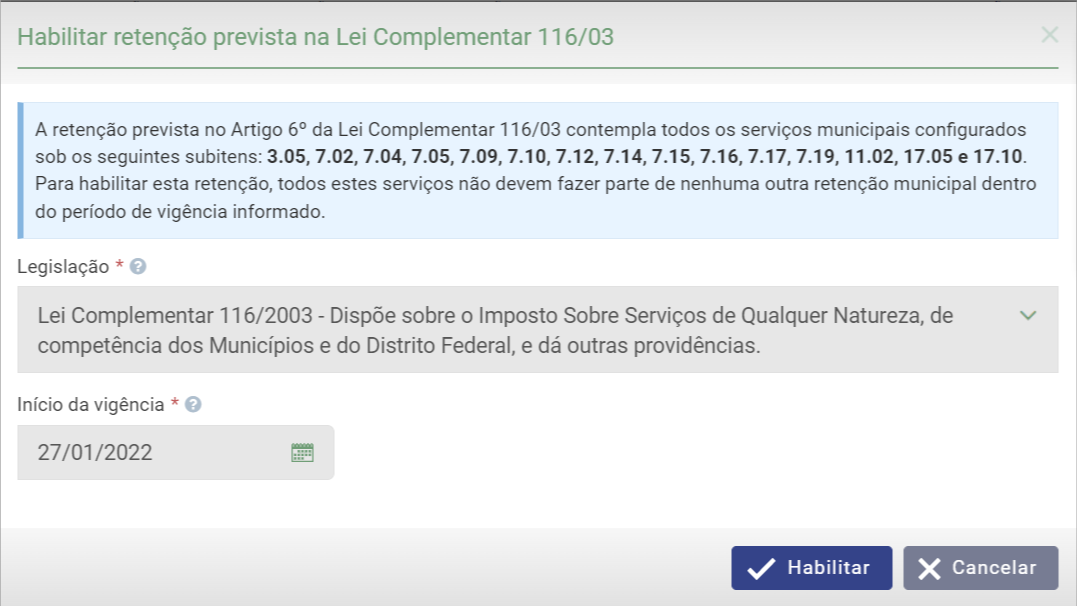 Habilitar retenção prevista na Lei Complementar 116/03
A retenção prevista no Artigo 6º da Lei Complementar 116/03 contempla todos os serviços municipais configurados
sob os seguintes subitens: 3.05, 7.02, 7.04, 7.05, 7.09, 7.10, 7.12, 7.14, 7.15, 7.16, 7.17, 7.19, 11.02, 17.05 e 17.10.
Para habilitar esta retenção, todos estes serviços não devem fazer parte de nenhuma outra retenção municipal dentro
do período de vigência informado.
Legislação *
Lei Complementar 116/2003 - Dispõe sobre o Imposto Sobre Serviços de Qualquer Natureza, de
competência dos Municípios e do Distrito Federal, e dá outras providências.
Início da vigência *
27/01/2022
Habilitar
Cancelar